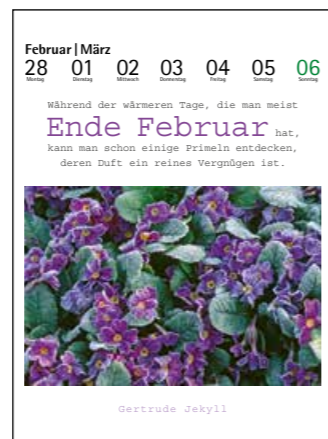 Februar | März
28 01 02 03 04 05 06
Montag Dienstag Mittwoch Donnerstag Freitag Samstag Sonntag
Während der wärmeren Tage, die man meist
Ende Februar hat,
kann man schon einige Primeln entdecken,
deren Duft ein reines Vergnügen ist.
Gertrude Jekyll